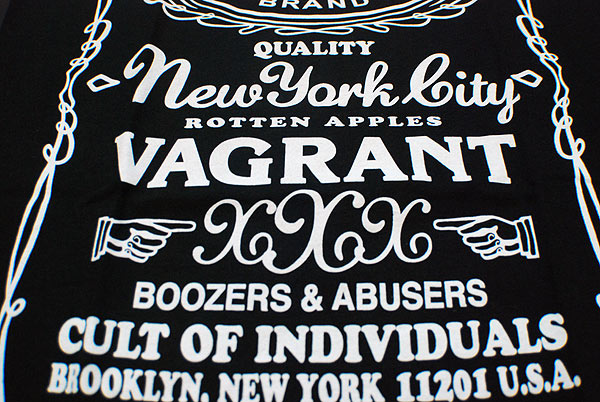 BRAND
QUALITY
New York City
ROTTEN APPLES
VAGRANT
XXX
BOOZERS & ABUSERS
CULT OF INDIVIDUALS
BROOKLYN, NEW YORK 11201 U.S.A.